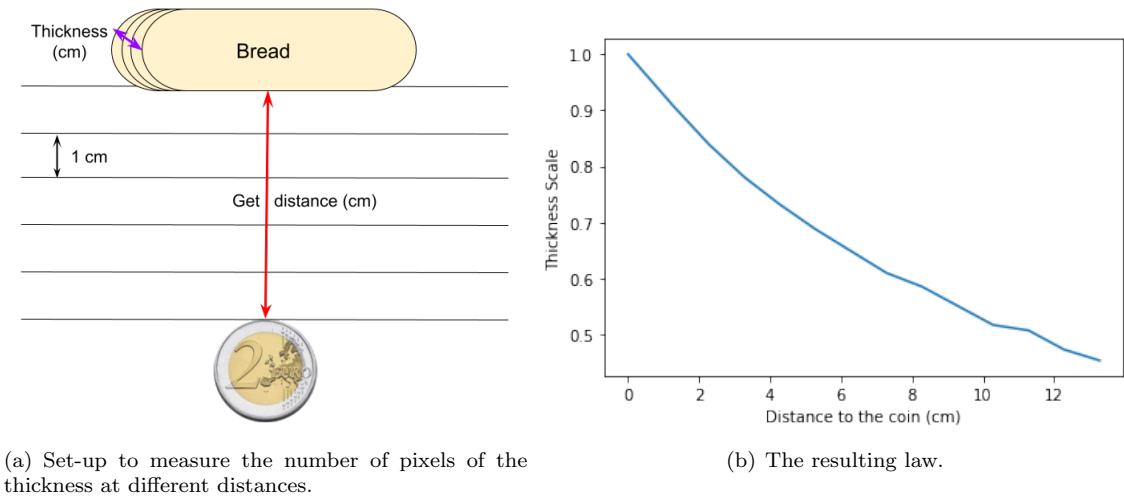 Thickness
(cm)
Bread
1 cm
Get distance (cm)
2
EURO
(a) Set-up to measure the number of pixels of the
thickness at different distances.
1.0
0.9
0.8
0.7
0.6
0.5
Thickness Scale
0 2 4 6 8 10 12
Distance to the coin (cm)
(b) The resulting law.